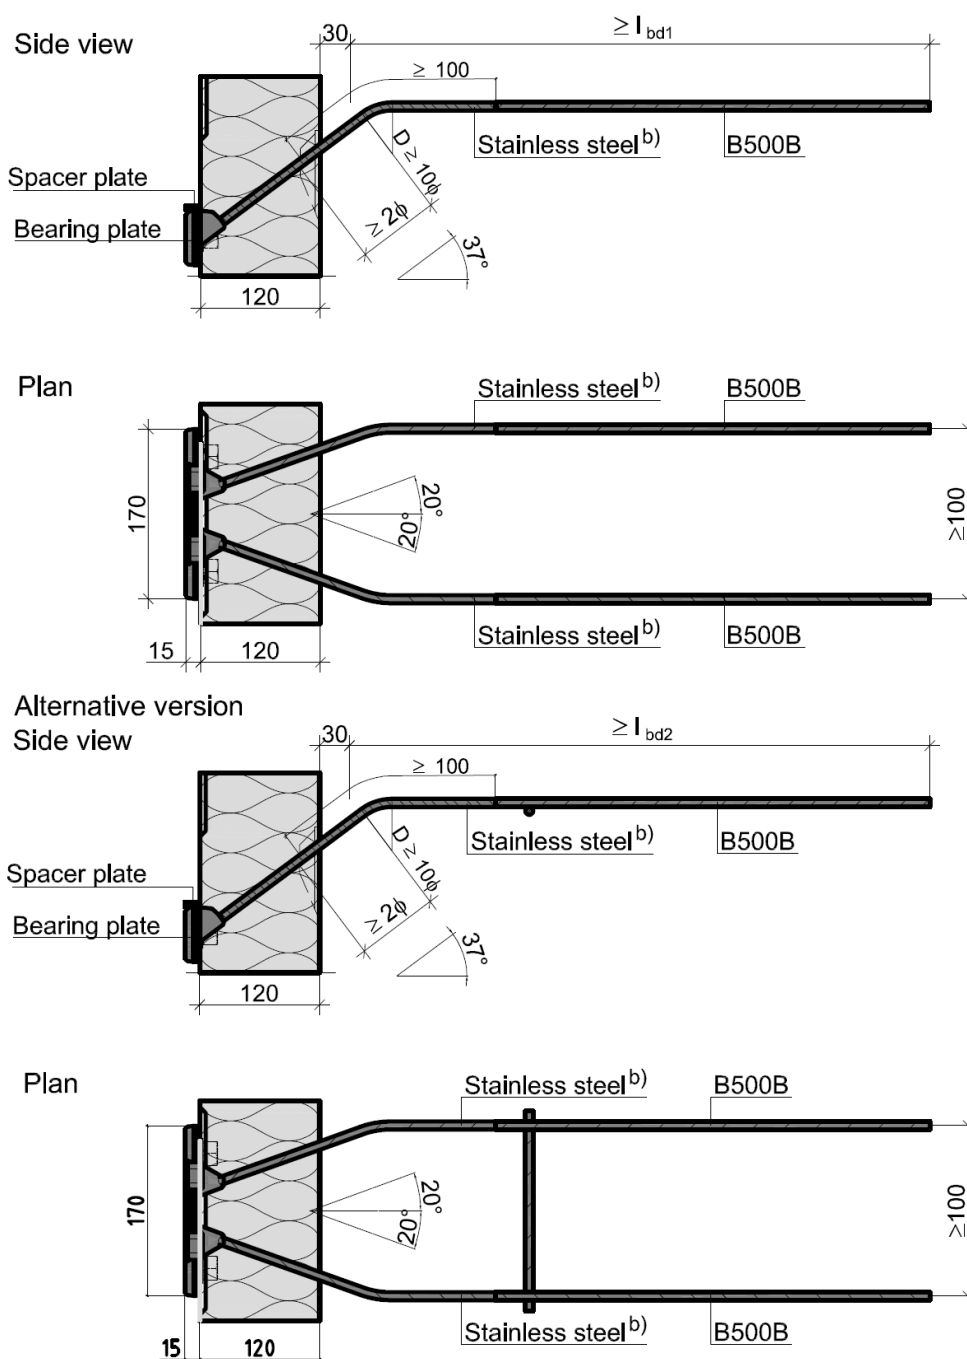 Side view
30
≥ l bd1
≥ 100
Stainless steel b)
B500B
D ≥ 10ϕ
≥ 2ϕ
37°
Spacer plate
Bearing plate
120
Plan
Stainless steel b)
B500B
170
20°
20°
≥100
Stainless steel b)
B500B
15
120
Alternative version
Side view
30
≥ l bd2
≥ 100
Stainless steel b)
B500B
D ≥ 10ϕ
≥ 2ϕ
37°
Spacer plate
Bearing plate
120
Plan
Stainless steel b)
B500B
170
20°
20°
≥100
Stainless steel b)
B500B
15
120